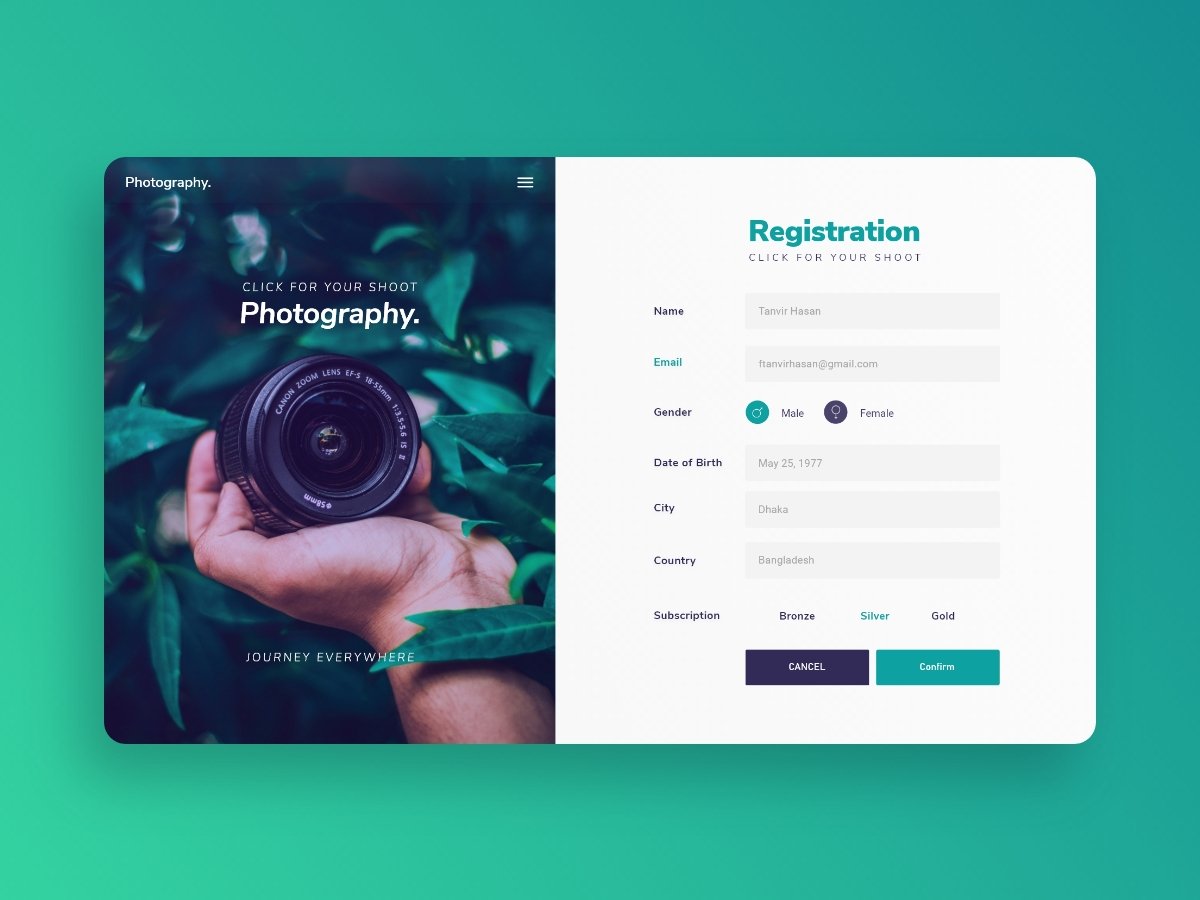 Photography.
CLICK FOR YOUR SHOOT
Photography.
CANON ZOOM LENS EF-S 18-55mm 1:3.5-5.6 IS II
Φ58mm
JOURNEY EVERYWHERE
Registration
CLICK FOR YOUR SHOOT
Name
Tanvir Hasan
Email
ftanvirhasan@gmail.com
Gender
Male Female
Date of Birth
May 25, 1977
City
Dhaka
Country
Bangladesh
Subscription
Bronze Silver Gold
CANCEL Confirm